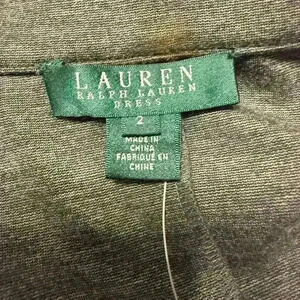 LAUREN
RALPH LAUREN
DRESS
2
MADE IN
CHINA
FABRIQUÉ EN
CHINE